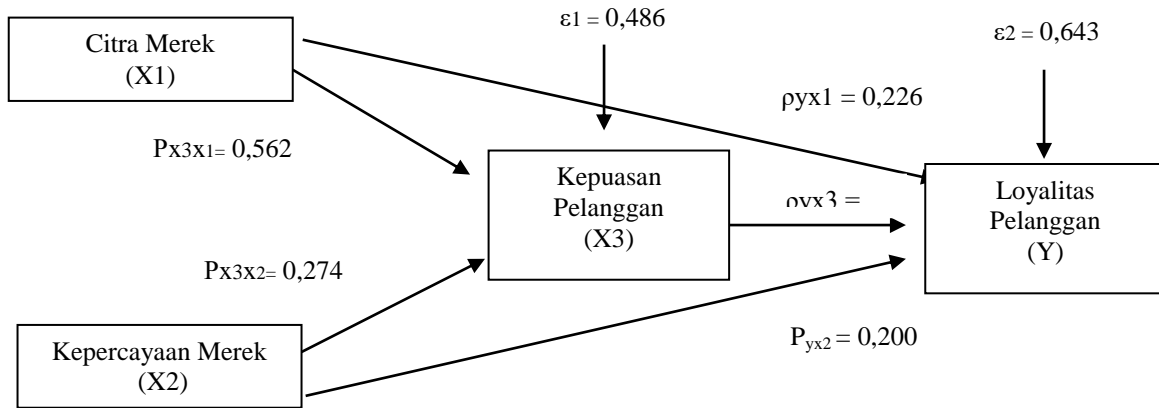 ε1 = 0,486
ε2 = 0,643
Citra Merek
(X1)
ρyx1 = 0,226
Px3x1= 0,562
Kepuasan
Pelanggan
(X3)
ρyx3 =
Loyalitas
Pelanggan
(Y)
Px3x2= 0,274
Pyx2 = 0,200
Kepercayaan Merek
(X2)